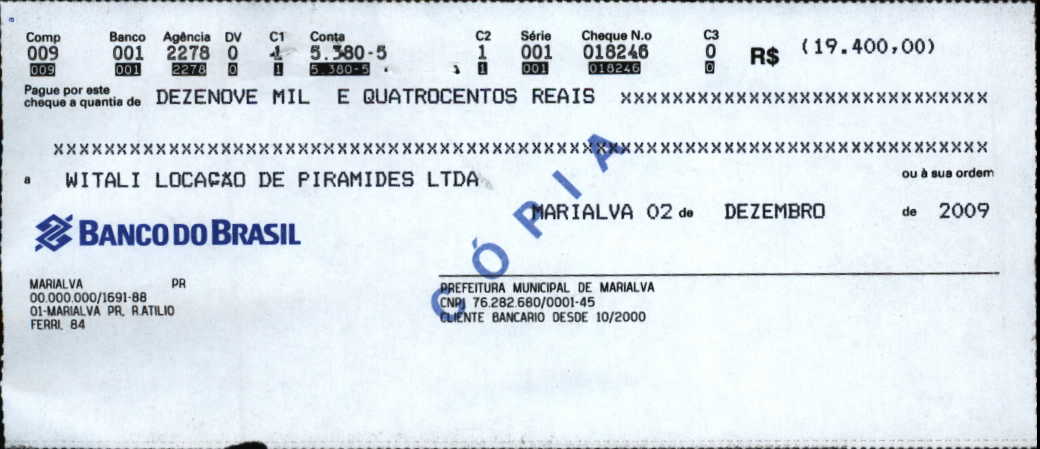 Comp Banco Agência DV C1 Conta C2 Série Cheque N.o C3
009 001 2278 0 1 5.380-5 1 001 018246 0 R$ (19.400,00)
009 001 2278 0 1 5.380-5 1 001 018246 0
Pague por este
cheque a quantia de DEZENOVE MIL E QUATROCENTOS REAIS XXXXXXXXXXXXXXXXXXXXXXXXXXXXX
XXXXXXXXXXXXXXXXXXXXXXXXXXXXXXXXXXXXXXXXXXXXXXXXXXXXXXXXXXXXXXXXXXXXXXXXXXXXXXXXXXXXXX
a WITALI LOCAÇÃO DE PIRAMIDES LTDA ou à sua ordem
MARIALVA 02 de DEZEMBRO de 2009
BANCO DO BRASIL
CÓPIA
MARIALVA PR
00.000.000/1691-88
01-MARIALVA PR, R.ATILIO
FERRI, 84
PREFEITURA MUNICIPAL DE MARIALVA
CNPJ 76.282.680/0001-45
CLIENTE BANCARIO DESDE 10/2000